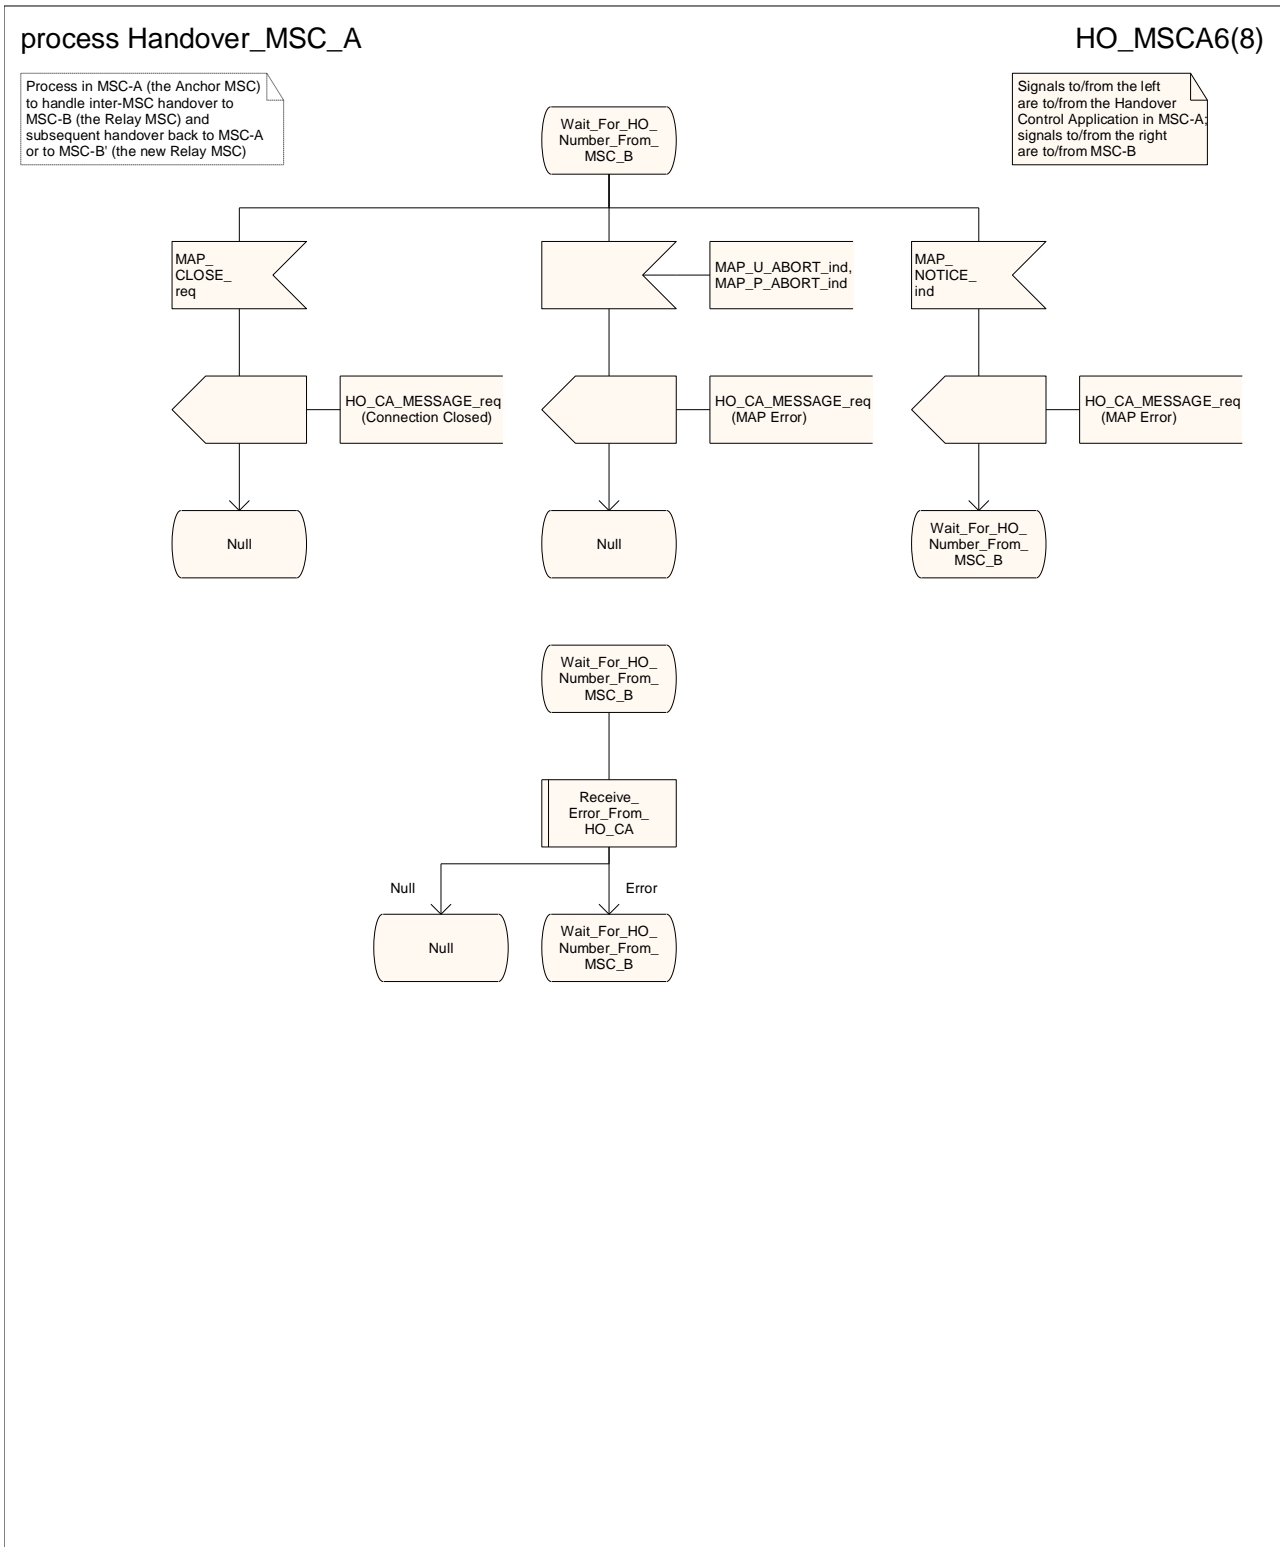 process Handover_MSC_A
HO_MSCA6(8)
Process in MSC-A (the Anchor MSC)
to handle inter-MSC handover to
MSC-B (the Relay MSC) and
subsequent handover back to MSC-A
or to MSC-B' (the new Relay MSC)
Signals to/from the left
are to/from the Handover
Control Application in MSC-A;
signals to/from the right
are to/from MSC-B
Wait_For_HO_
Number_From_
MSC_B
MAP_
CLOSE_
req
MAP_U_ABORT_ind,
MAP_P_ABORT_ind
MAP_
NOTICE_
ind
HO_CA_MESSAGE_req
(Connection Closed)
HO_CA_MESSAGE_req
(MAP Error)
HO_CA_MESSAGE_req
(MAP Error)
Null
Null
Wait_For_HO_
Number_From_
MSC_B
Wait_For_HO_
Number_From_
MSC_B
Receive_
Error_From_
HO_CA
Null
Error
Null
Wait_For_HO_
Number_From_
MSC_B